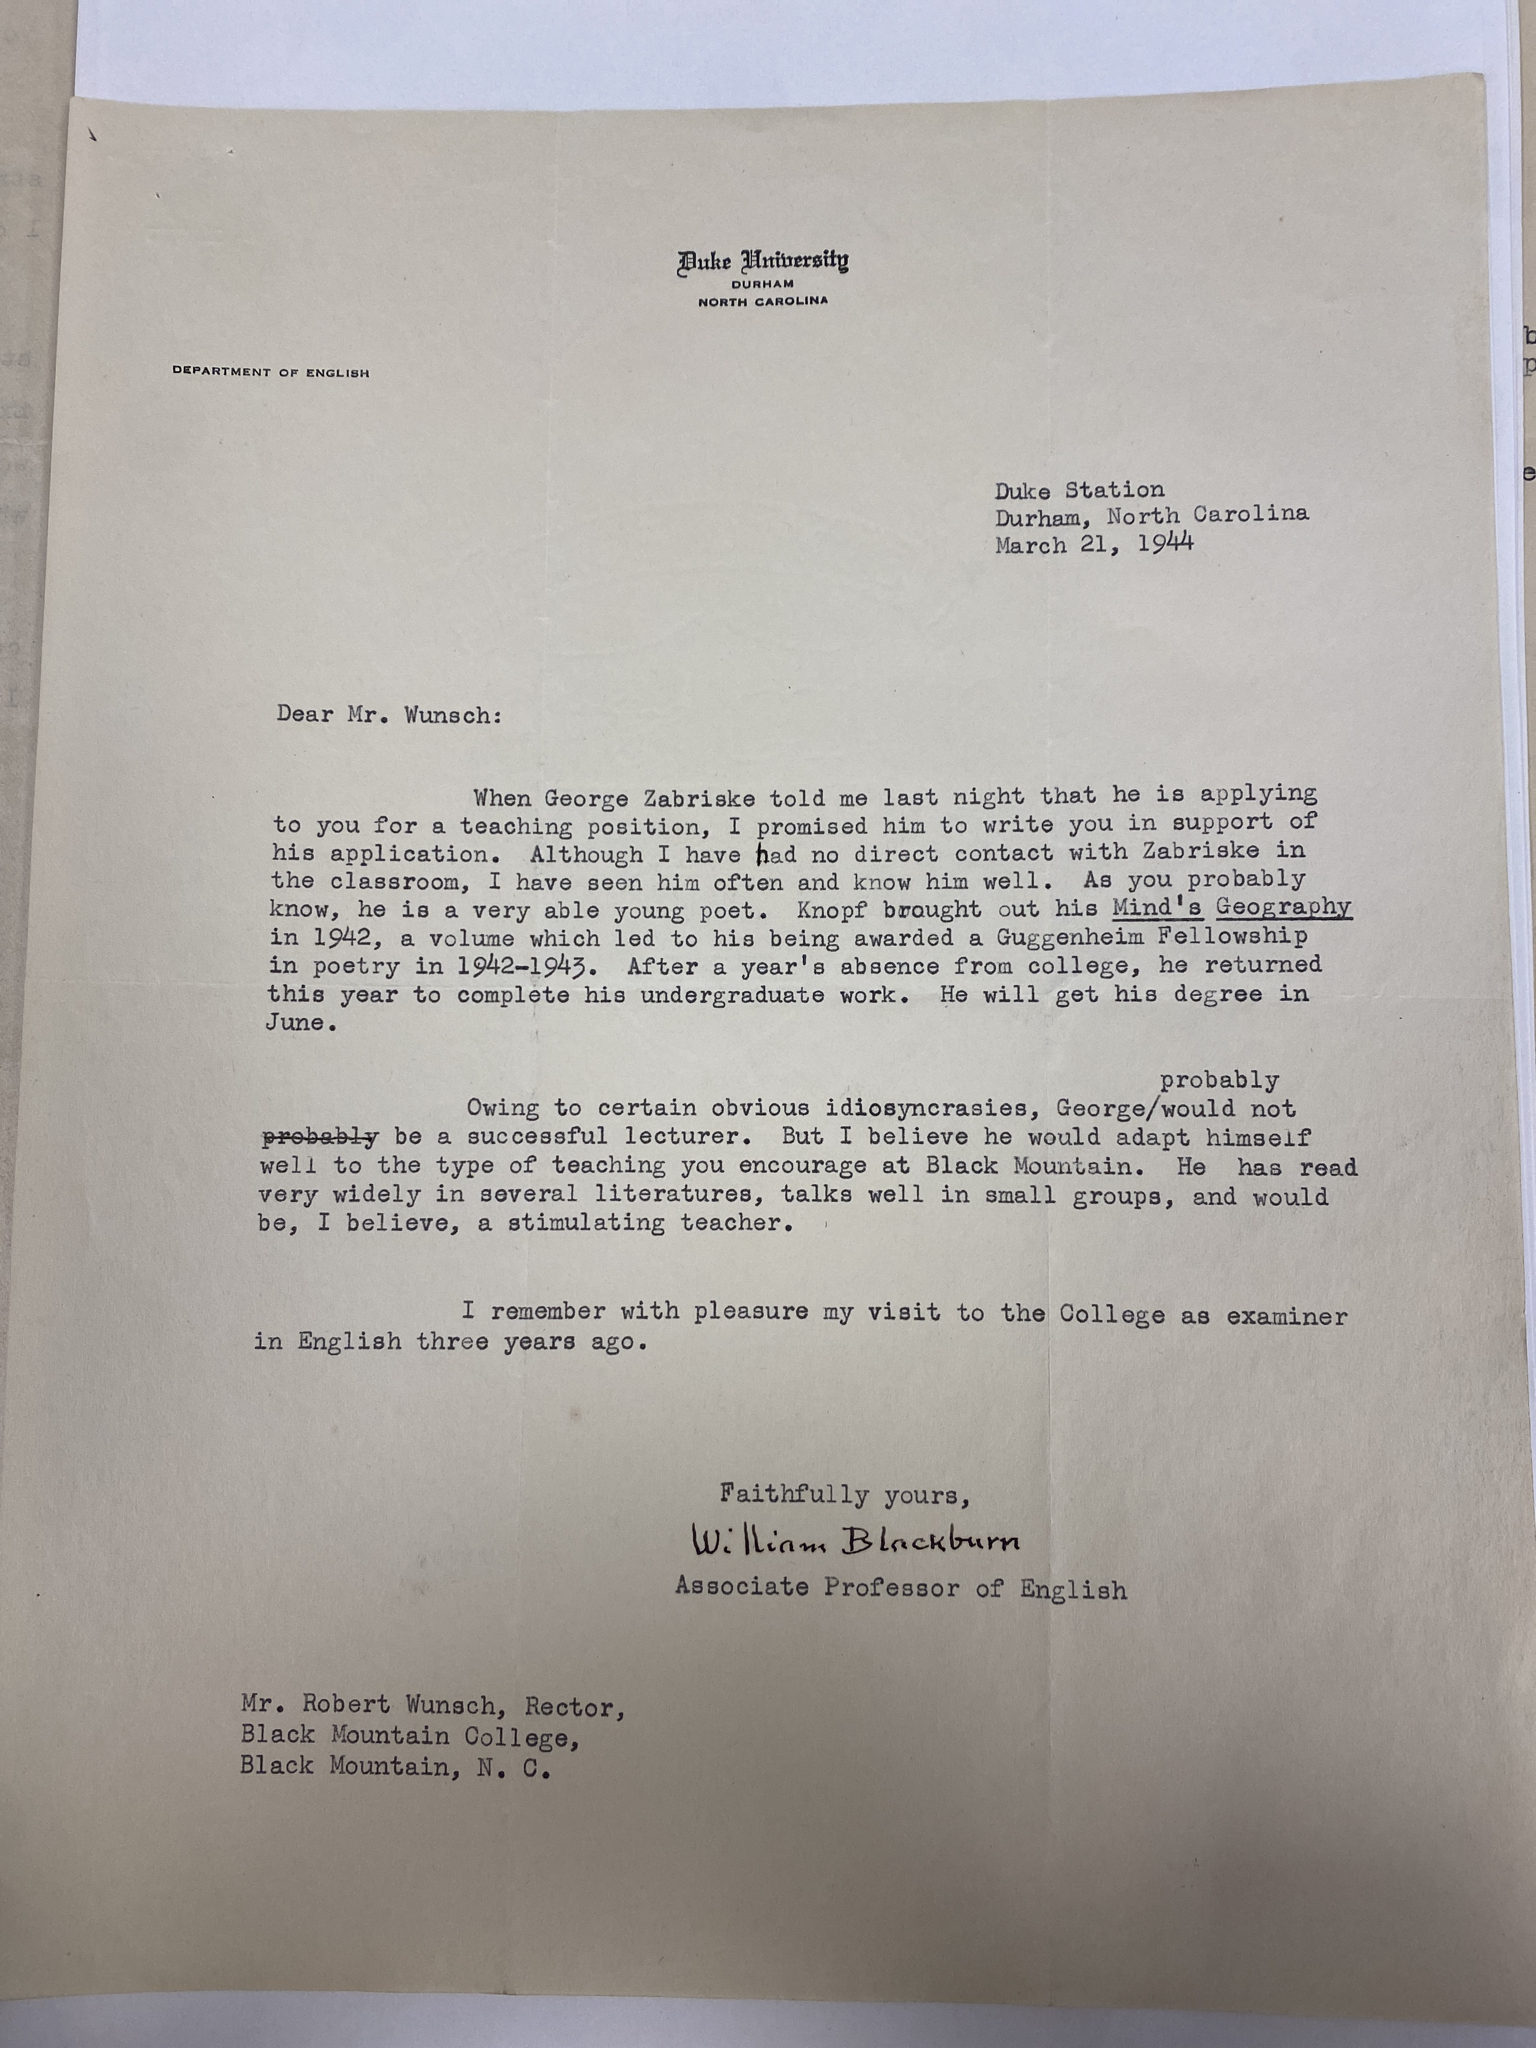 Duke University
DURHAM
NORTH CAROLINA
DEPARTMENT OF ENGLISH
Duke Station
Durham, North Carolina
March 21, 1944
Dear Mr. Wunsch:
When George Zabriske told me last night that he is applying
to you for a teaching position, I promised him to write you in support of
his application. Although I have had no direct contact with Zabriske in
the classroom, I have seen him often and know him well. As you probably
know, he is a very able young poet. Knopf brought out his Mind's Geography
in 1942, a volume which led to his being awarded a Guggenheim Fellowship
in poetry in 1942-1943. After a year's absence from college, he returned
this year to complete his undergraduate work. He will get his degree in
June.
probably
Owing to certain obvious idiosyncrasies, George/would not
probably be a successful lecturer. But I believe he would adapt himself
well to the type of teaching you encourage at Black Mountain. He has read
very widely in several literatures, talks well in small groups, and would
be, I believe, a stimulating teacher.
I remember with pleasure my visit to the College as examiner
in English three years ago.
Faithfully yours,
William Blackburn
Associate Professor of English
Mr. Robert Wunsch, Rector,
Black Mountain College,
Black Mountain, N. C.